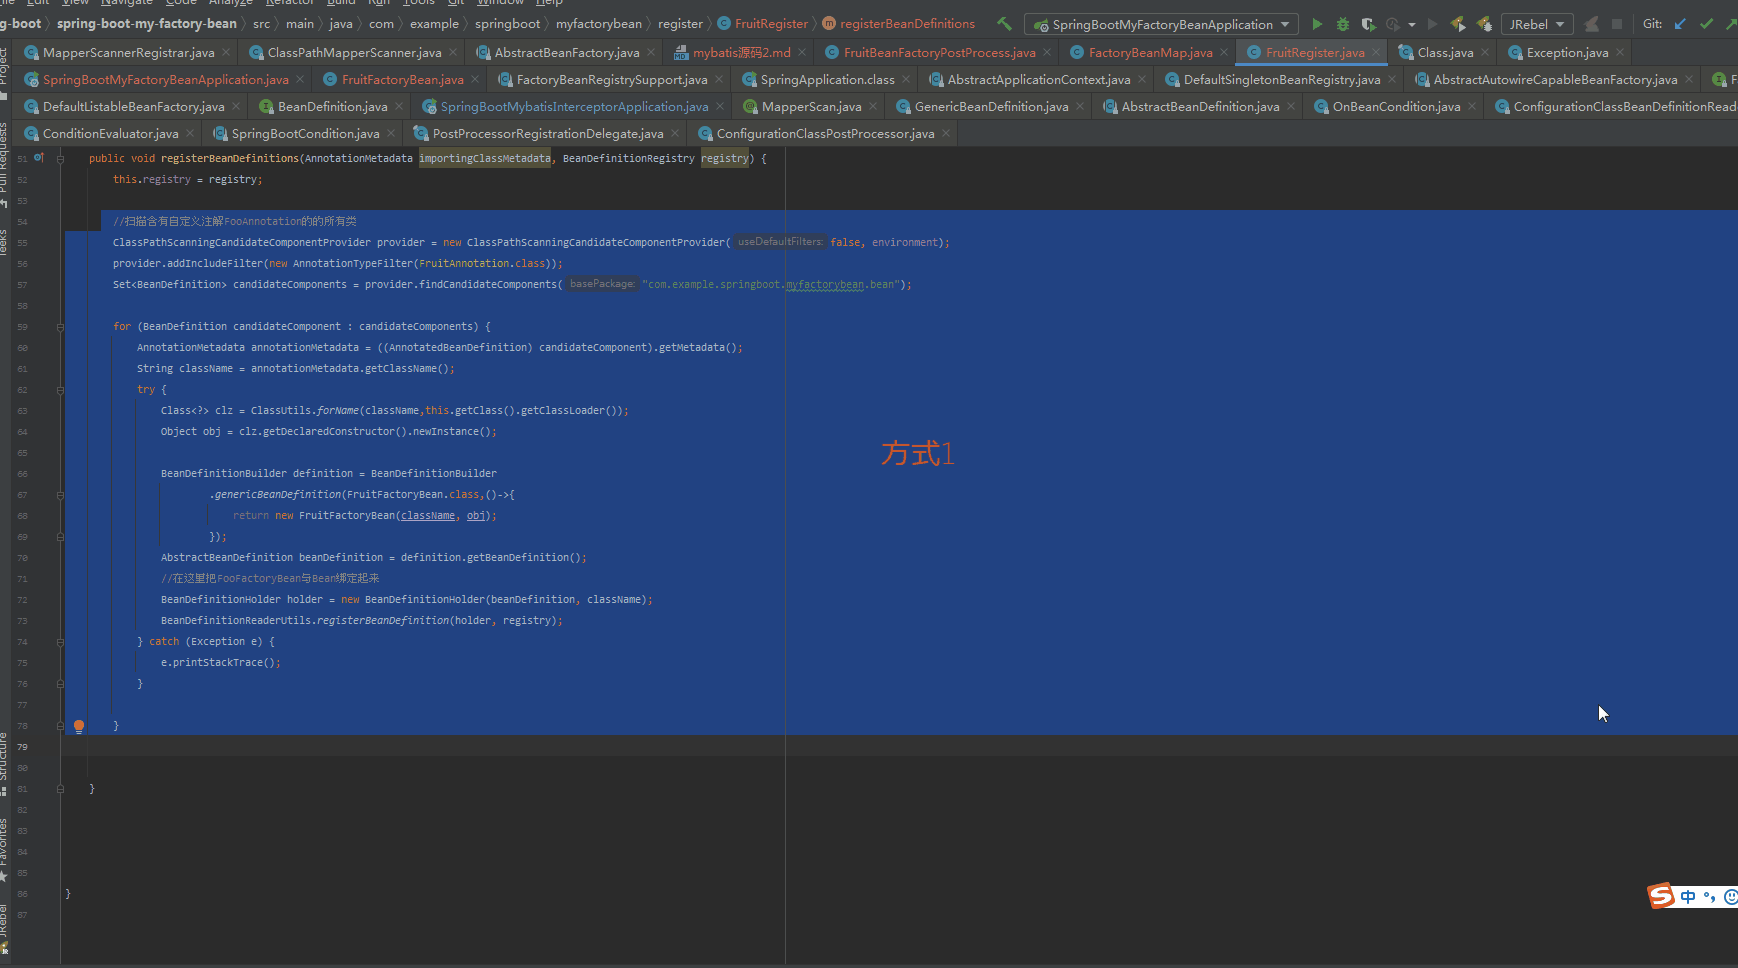 File Edit View Navigate Code Analyze Refactor Build Run Tools Git Window Help
g-boot spring-boot-my-factory-bean src main java com example springboot myfactorybean register FruitRegister registerBeanDefinitions SpringBootMyFactoryBeanApplication JRebel Git:
MapperScannerRegistrar.java ClassPathMapperScanner.java AbstractBeanFactory.java mybatis源码2.md FruitBeanFactoryPostProcess.java FactoryBeanMap.java FruitRegister.java Class.java Exception.java
SpringBootMyFactoryBeanApplication.java FruitFactoryBean.java FactoryBeanRegistrySupport.java SpringApplication.class AbstractApplicationContext.java DefaultSingletonBeanRegistry.java AbstractAutowireCapableBeanFactory.java F
DefaultListableBeanFactory.java BeanDefinition.java SpringBootMybatisInterceptorApplication.java MapperScan.java GenericBeanDefinition.java AbstractBeanDefinition.java OnBeanCondition.java ConfigurationClassBeanDefinitionReade
ConditionEvaluator.java SpringBootCondition.java PostProcessorRegistrationDelegate.java ConfigurationClassPostProcessor.java
Project
Pull Requests
eeks
Structure
Favorites
JRebel
51 public void registerBeanDefinitions(AnnotationMetadata importingClassMetadata, BeanDefinitionRegistry registry) {
52 this.registry = registry;
53
54 //扫描含有自定义注解FooAnnotation的的所有类
55 ClassPathScanningCandidateComponentProvider provider = new ClassPathScanningCandidateComponentProvider( useDefaultFilters: false, environment);
56 provider.addIncludeFilter(new AnnotationTypeFilter(FruitAnnotation.class));
57 Set<BeanDefinition> candidateComponents = provider.findCandidateComponents( basePackage: "com.example.springboot.myfactorybean.bean");
58
59 for (BeanDefinition candidateComponent : candidateComponents) {
60 AnnotationMetadata annotationMetadata = ((AnnotatedBeanDefinition) candidateComponent).getMetadata();
61 String className = annotationMetadata.getClassName();
62 try {
63 Class<?> clz = ClassUtils.forName(className,this.getClass().getClassLoader());
64 Object obj = clz.getDeclaredConstructor().newInstance();
65
66 BeanDefinitionBuilder definition = BeanDefinitionBuilder
67 .genericBeanDefinition(FruitFactoryBean.class,()->{
68 return new FruitFactoryBean(className, obj);
69 });
70 AbstractBeanDefinition beanDefinition = definition.getBeanDefinition();
71 //在这里把FooFactoryBean与Bean绑定起来
72 BeanDefinitionHolder holder = new BeanDefinitionHolder(beanDefinition, className);
73 BeanDefinitionReaderUtils.registerBeanDefinition(holder, registry);
74 } catch (Exception e) {
75 e.printStackTrace();
76 }
77
78 }
79
80
81 }
82
83
84
85
86 }
87
方式1
中 °,